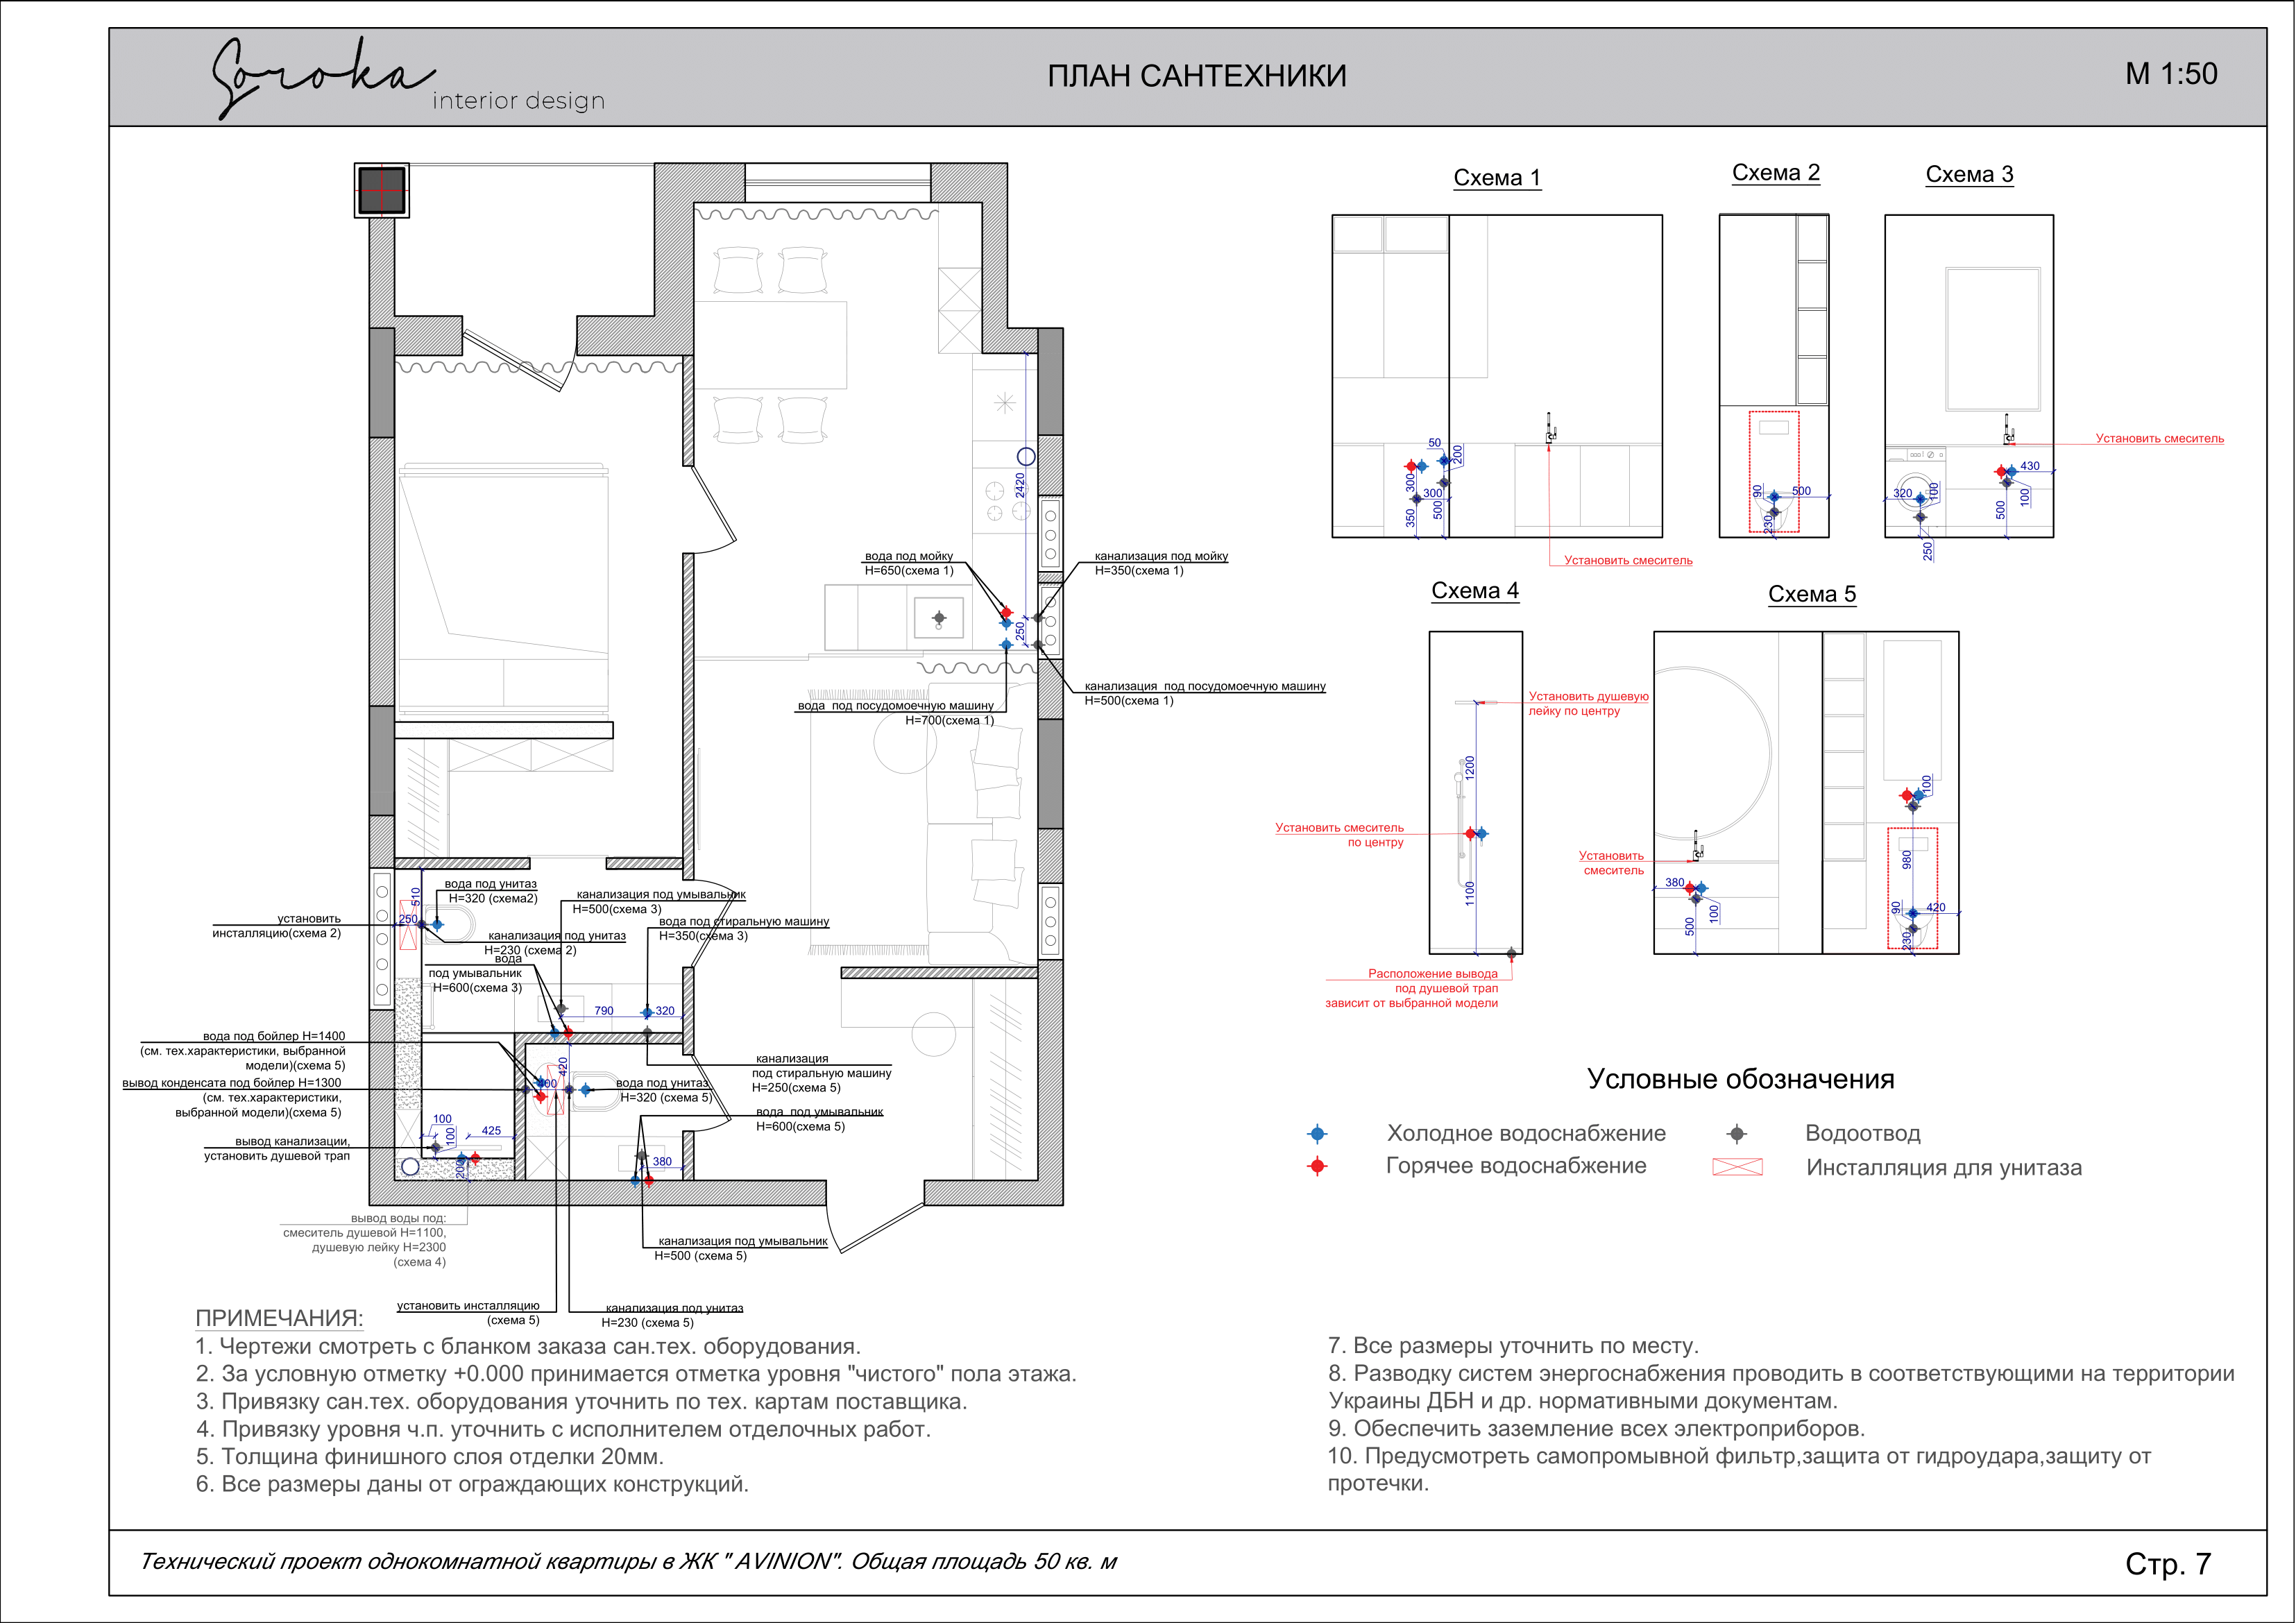 Soroka
interior design
ПЛАН САНТЕХНИКИ
М 1:50
Схема 1
Схема 2
Схема 3
50
200
300
300
350
500
Установить смеситель
90
500
230
Установить смеситель
430
320
100
100
500
250
2420
вода под мойку
Н=650(схема 1)
канализация под мойку
Н=350(схема 1)
250
канализация под посудомоечную машину
Н=500(схема 1)
вода под посудомоечную машину
Н=700(схема 1)
Схема 4
Схема 5
Установить душевую
лейку по центру
1200
Установить смеситель
по центру
1100
Расположение вывода
под душевой трап
зависит от выбранной модели
Установить
смеситель
380
100
500
100
980
90
420
230
510
вода под унитаз
Н=320 (схема2)
250
установить
инсталляцию(схема 2)
канализация под умывальник
Н=500(схема 3)
вода под стиральную машину
Н=350(схема 3)
канализация под унитаз
Н=230 (схема 2)
вода
под умывальник
Н=600(схема 3)
790
320
вода под бойлер Н=1400
(см. тех.характеристики, выбранной
модели)(схема 5)
вывод конденсата под бойлер Н=1300
(см. тех.характеристики,
выбранной модели)(схема 5)
420
400
вода под унитаз
Н=320 (схема 5)
канализация
под стиральную машину
Н=250(схема 5)
вода под умывальник
Н=600(схема 5)
100
100
425
вывод канализации,
установить душевой трап
200
380
вывод воды под:
смеситель душевой Н=1100,
душевую лейку Н=2300
(схема 4)
канализация под умывальник
Н=500 (схема 5)
установить инсталляцию
(схема 5)
канализация под унитаз
Н=230 (схема 5)
Условные обозначения
Холодное водоснабжение
Водоотвод
Горячее водоснабжение
Инсталляция для унитаза
ПРИМЕЧАНИЯ:
1. Чертежи смотреть с бланком заказа сан.тех. оборудования.
2. За условную отметку +0.000 принимается отметка уровня "чистого" пола этажа.
3. Привязку сан.тех. оборудования уточнить по тех. картам поставщика.
4. Привязку уровня ч.п. уточнить с исполнителем отделочных работ.
5. Толщина финишного слоя отделки 20мм.
6. Все размеры даны от ограждающих конструкций.
7. Все размеры уточнить по месту.
8. Разводку систем энергоснабжения проводить в соответствующими на территории
Украины ДБН и др. нормативными документам.
9. Обеспечить заземление всех электроприборов.
10. Предусмотреть самопромывной фильтр,защита от гидроудара,защиту от
протечки.
Технический проект однокомнатной квартиры в ЖК " AVINION". Общая площадь 50 кв. м
Стр. 7